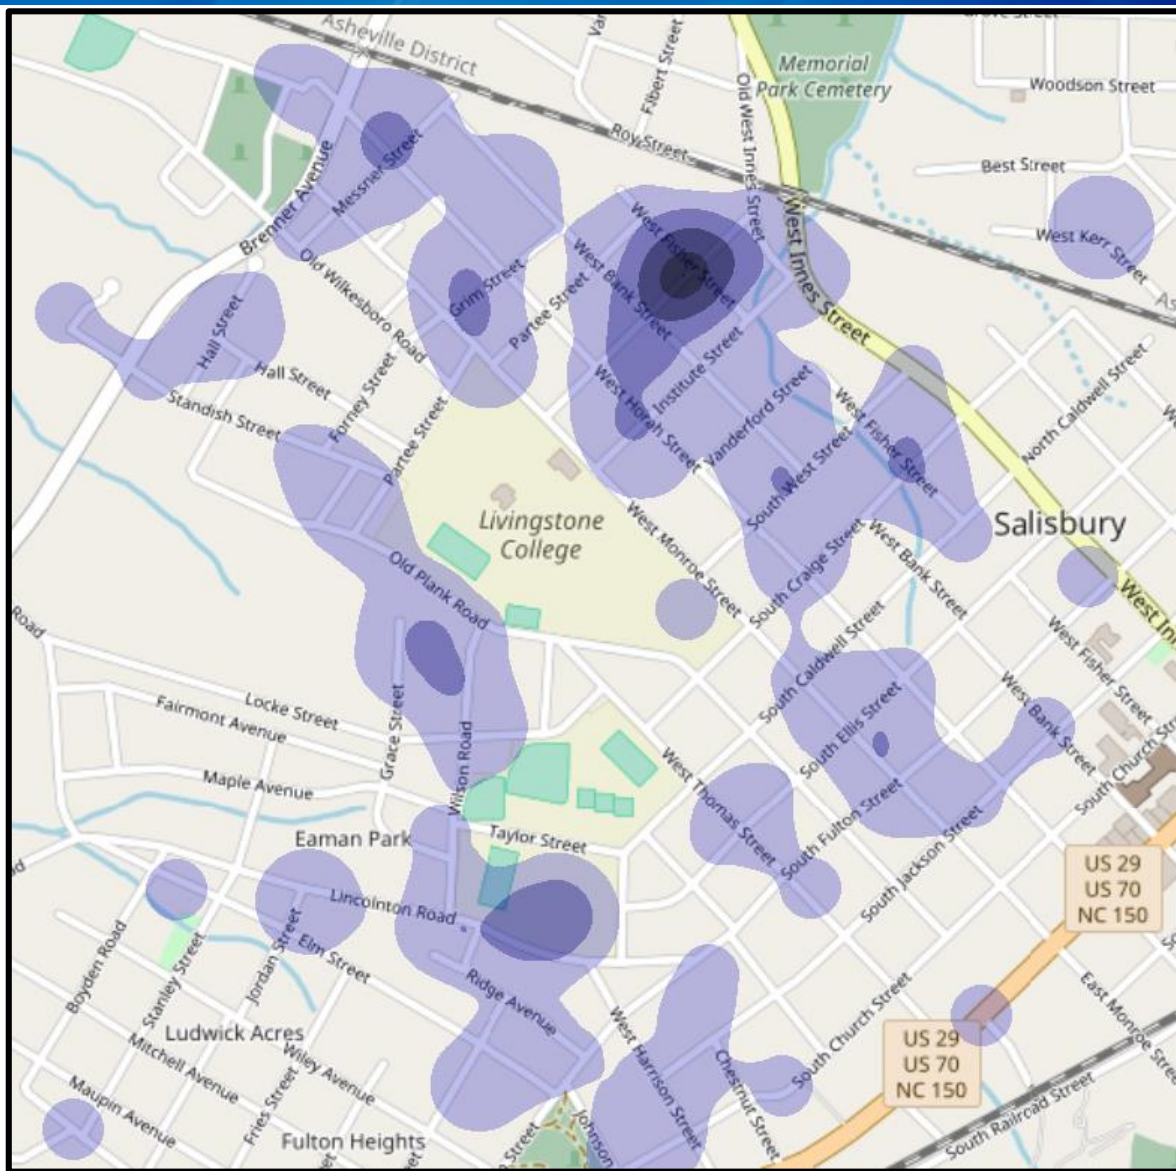 Asheville District
Filbert Street
Roy Street
Old West Innes Street
Memorial
Park Cemetery
Woodson Street
Best Street
West Kerr Street
Brenner Avenue
Messner Street
Old Wilkesboro Road
Grim Street
Partee Street
West Bank Street
West Fisher Street
West Innes Street
Institute Street
West Horah Street
Vanderford Street
South West Street
West Fisher Street
North Caldwell Street
Hall Street
Hall Street
Standish Street
Forney Street
Partee Street
Livingstone
College
Old Plank Road
West Monroe Street
South Craige Street
West Bank Street
Salisbury
West Inn
West Fisher Street
West Bank Street
South Caldwell Street
South Ellis Street
South Fulton Street
South Jackson Street
South Church Str
Road
Locke Street
Fairmont Avenue
Maple Avenue
Grace Street
Wilson Road
West Thomas Street
Taylor Street
Eaman Park
Lincolnton Road
Elm Street
Ridge Avenue
Boyden Road
Stanley Street
Jordan Street
Ludwick Acres
Mitchell Avenue
Wiley Avenue
Maupin Avenue
Fries Street
Fulton Heights
Street
Johnson
West Harrison Street
Chestnut Street
South Church Street
US 29
US 70
NC 150
US 29
US 70
NC 150
East Monroe Street
South Railroad Street